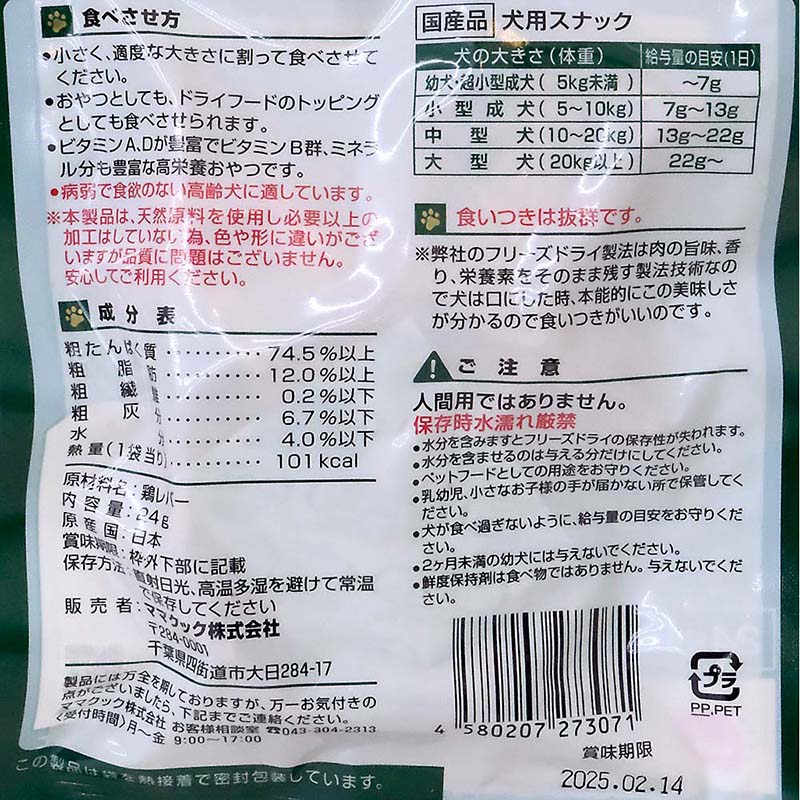 食べさせ方
●小さく、適度な大きさに割って食べさせて
ください。
●おやつとしても、ドライフードのトッピング
としても食べさせられます。
●ビタミンA,Dが豊富でビタミンB群、ミネラ
ル分も豊富な高栄養おやつです。
●病弱で食欲のない高齢犬に適しています。
※本製品は、天然原料を使用し必要以上の
加工はしていない為、色や形に違いがござ
いますが品質に問題はございません。
安心してご利用ください。
成分表
粗たんぱく質 ･･････････ 74.5%以上
粗脂肪 ･･････････ 12.0%以上
粗繊維 ･･････････ 0.2%以下
粗灰分 ･･････････ 6.7%以下
水分 ･･････････ 4.0%以下
熱量(1袋当り) ･･････････ 101kcal
原材料名:鶏レバー
内容量:24g
原産国:日本
賞味期限:枠外下部に記載
保存方法:直射日光、高温多湿を避けて常温
で保存してください
販売者:ママクック株式会社
〒284-0001
千葉県四街道市大日284-17
製品には万全を期しておりますが、万一お気付きの
点がございましたら、下記までご連絡ください。
ママクック株式会社 お客様相談室 ☎043-304-2313
<受付時間>月〜金 9:00〜17:00
この製品は袋を熱接着で密封包装しています。
国産品 犬用スナック
犬の大きさ(体重) 給与量の目安(1日)
幼犬・超小型成犬( 5kg未満 ) 〜7g
小型成犬( 5〜10kg) 7g〜13g
中型犬(10〜20kg) 13g〜22g
大型犬(20kg以上) 22g〜
食いつきは抜群です。
※弊社のフリーズドライ製法は肉の旨味、香
り、栄養素をそのまま残す製法技術なの
で犬は口にした時、本能的にこの美味しさ
が分かるので食いつきがいいのです。
ご注意
人間用ではありません。
保存時水濡れ厳禁
●水分を含みますとフリーズドライの保存性が失われます。
●水分を含ませるのは与える分だけにしてください。
●ペットフードとしての用途をお守りください。
●乳幼児、小さなお子様の手が届かない所で保管してく
ださい。
●犬が食べ過ぎないように、給与量の目安をお守りくだ
さい。
●2ヶ月未満の幼犬には与えないでください。
●鮮度保持剤は食べ物ではありません。与えないでくだ
さい。
4 580207 273071
プラ
PP,PET
賞味期限
2025.02.14